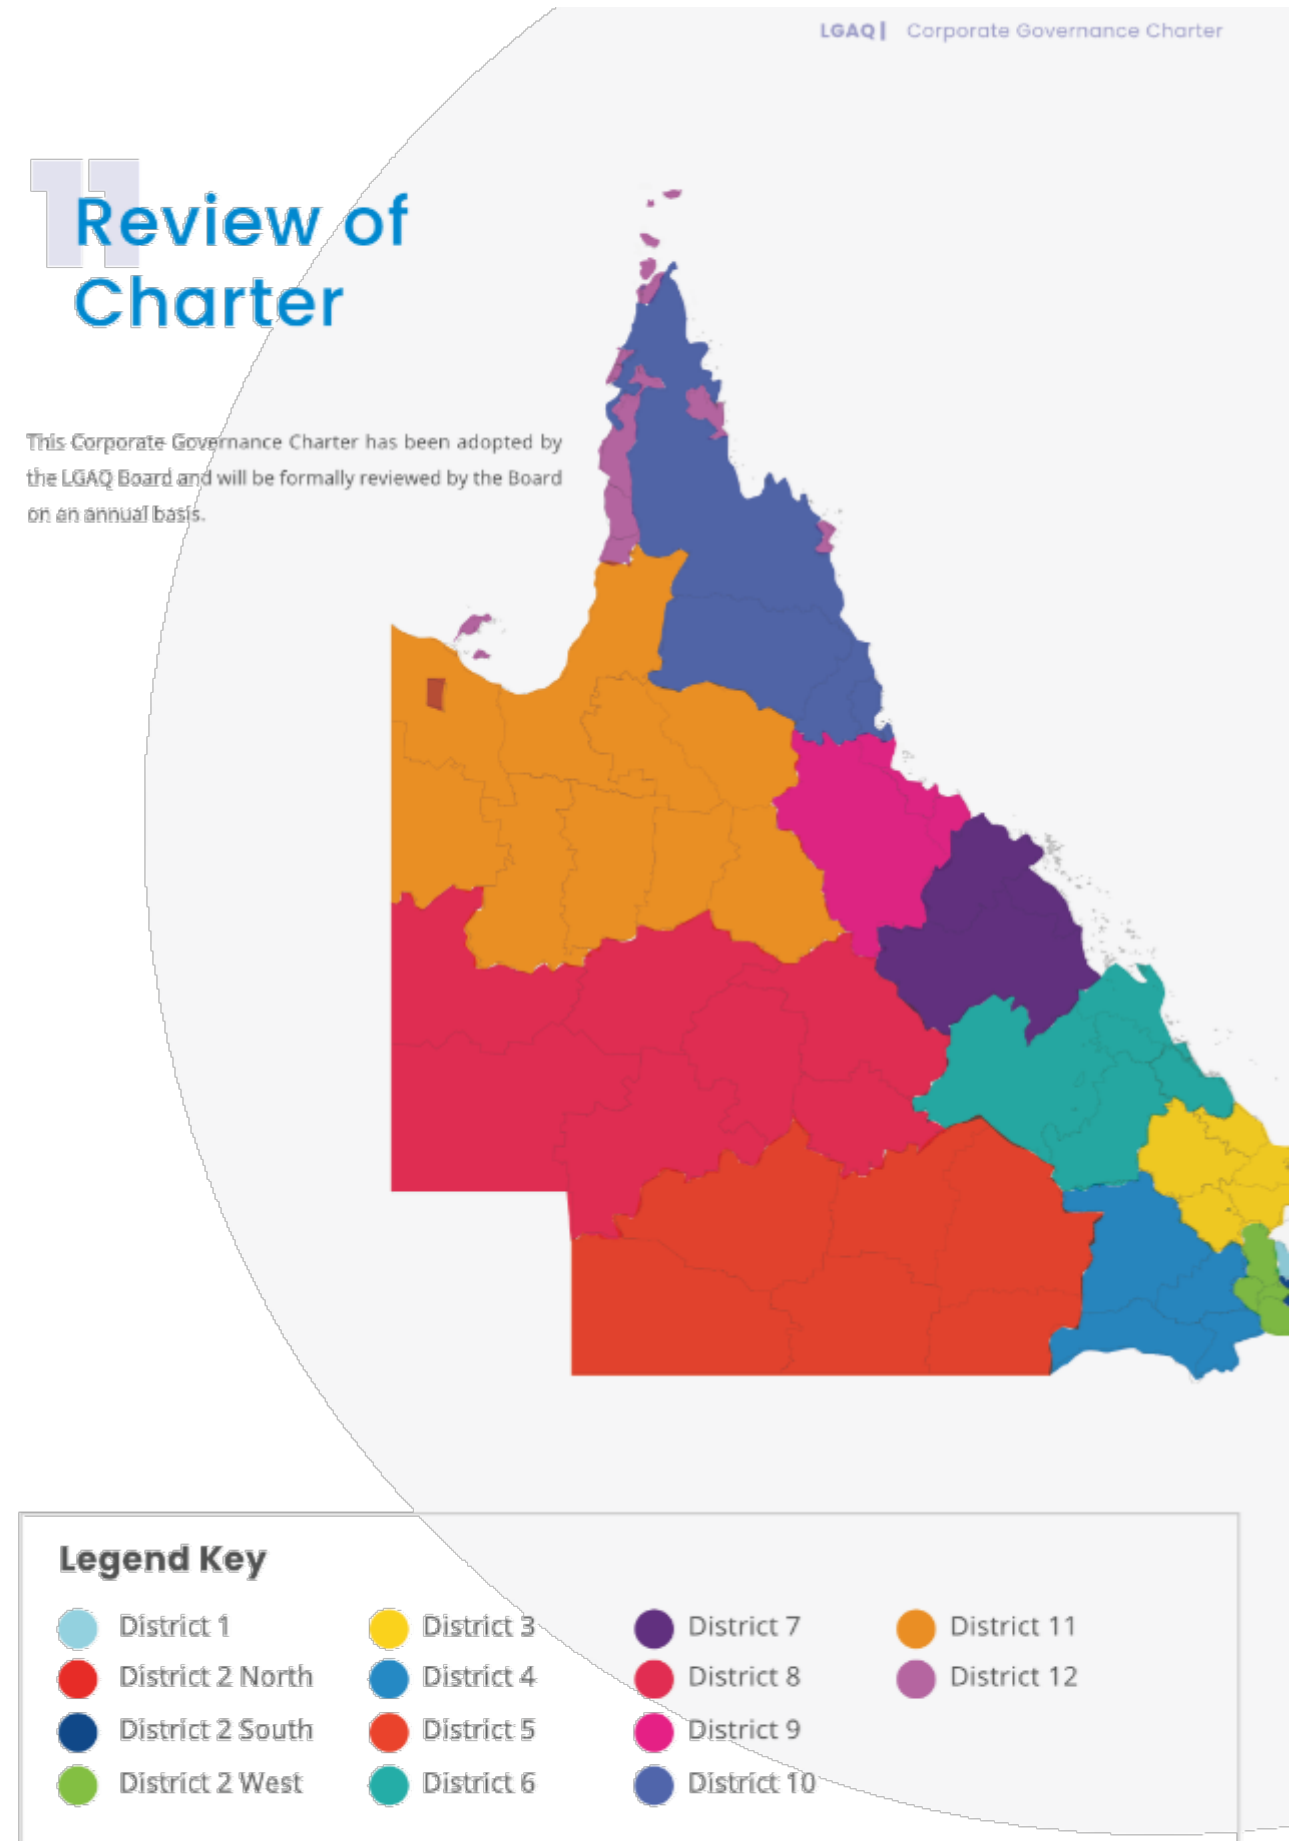 LGAQ | Corporate Governance Charter
11
Review of
Charter
This Corporate Governance Charter has been adopted by
the LGAQ Board and will be formally reviewed by the Board
on an annual basis.
Legend Key
District 1
District 2 North
District 2 South
District 2 West
District 3
District 4
District 5
District 6
District 7
District 8
District 9
District 10
District 11
District 12